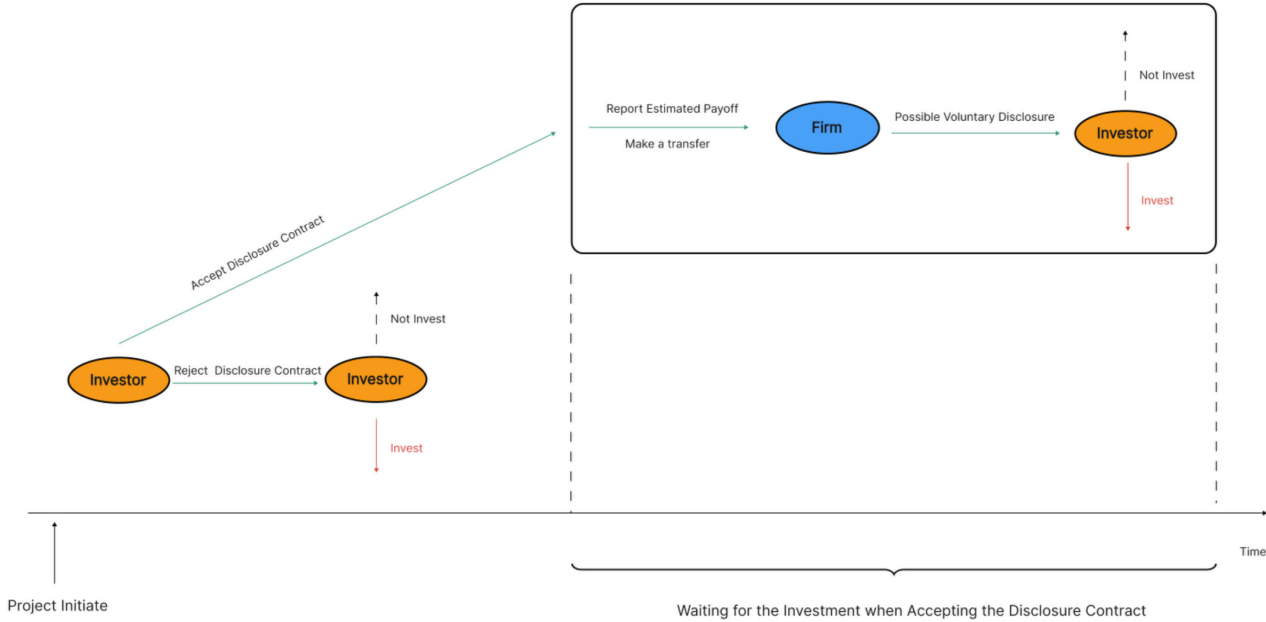 Not Invest
Report Estimated Payoff
Make a transfer
Firm
Possible Voluntary Disclosure
Investor
Invest
Accept Disclosure Contract
Not Invest
Investor
Reject Disclosure Contract
Investor
Invest
Time
Project Initiate
Waiting for the Investment when Accepting the Disclosure Contract